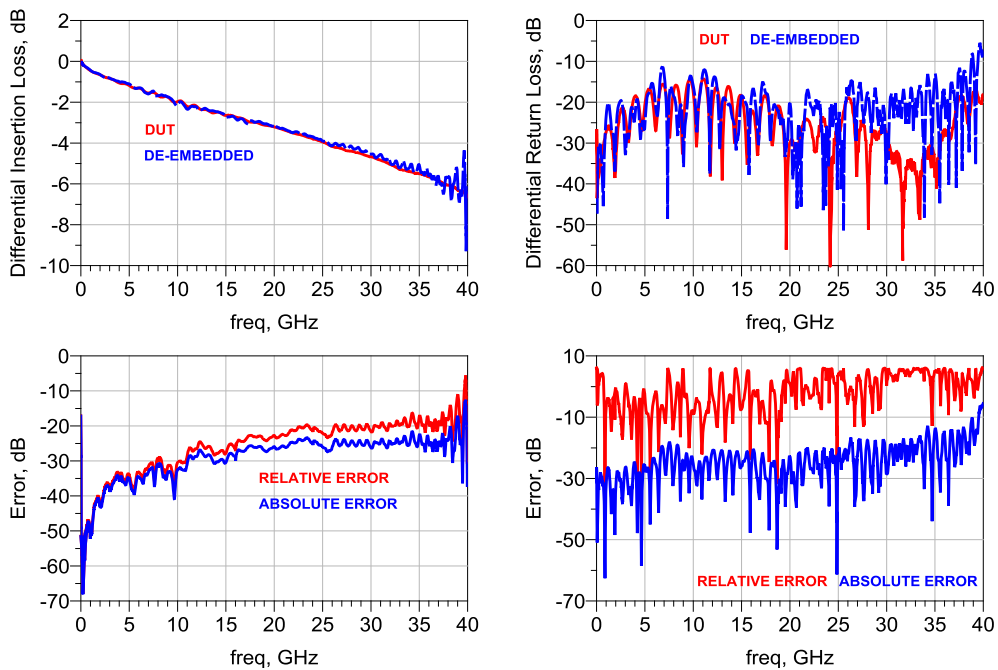 Differential Insertion Loss, dB
2
0
-2
-4
-6
-8
-10
DUT
DE-EMBEDDED
0 5 10 15 20 25 30 35 40
freq, GHz
Differential Return Loss, dB
0
-10
-20
-30
-40
-50
-60
DUT DE-EMBEDDED
0 5 10 15 20 25 30 35 40
freq, GHz
Error, dB
0
-10
-20
-30
-40
-50
-60
-70
RELATIVE ERROR
ABSOLUTE ERROR
0 5 10 15 20 25 30 35 40
freq, GHz
Error, dB
10
-10
-30
-50
-70
RELATIVE ERROR ABSOLUTE ERROR
0 5 10 15 20 25 30 35 40
freq, GHz